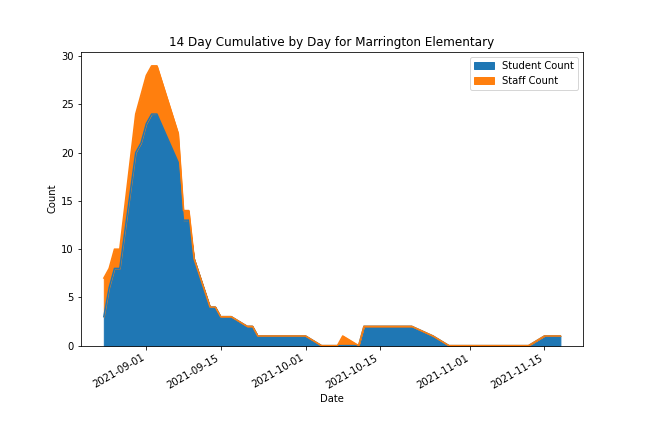 14 Day Cumulative by Day for Marrington Elementary
Student Count
Staff Count
30
25
20
15
10
5
0
Count
2021-09-01
2021-09-15
2021-10-01
2021-10-15
2021-11-01
2021-11-15
Date